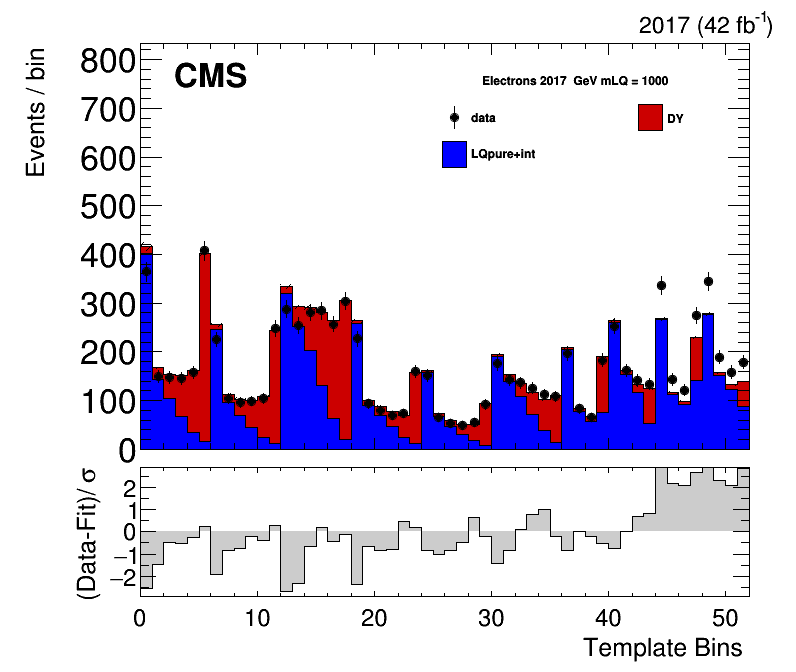 2017 (42 fb-1)
CMS
Electrons 2017 GeV mLQ = 1000
data
DY
LQpure+int
Events / bin
800
700
600
500
400
300
200
100
0
(Data-Fit)/ σ
2
1
0
−1
−2
0 10 20 30 40 50
Template Bins